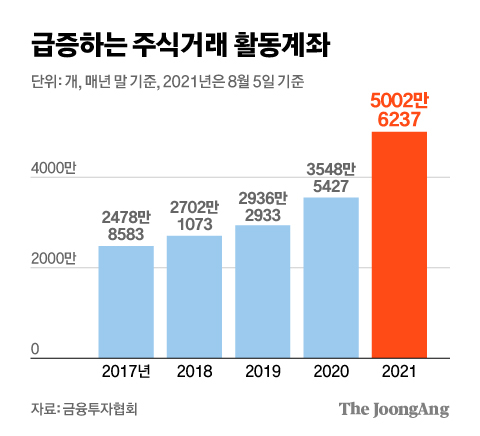 급증하는 주식거래 활동계좌
단위: 개, 매년 말 기준, 2021년은 8월 5일 기준
5002만
6237
4000만
3548만
5427
2936만
2933
2702만
1073
2478만
8583
2000만
0
2017년 2018 2019 2020 2021
자료: 금융투자협회 The JoongAng